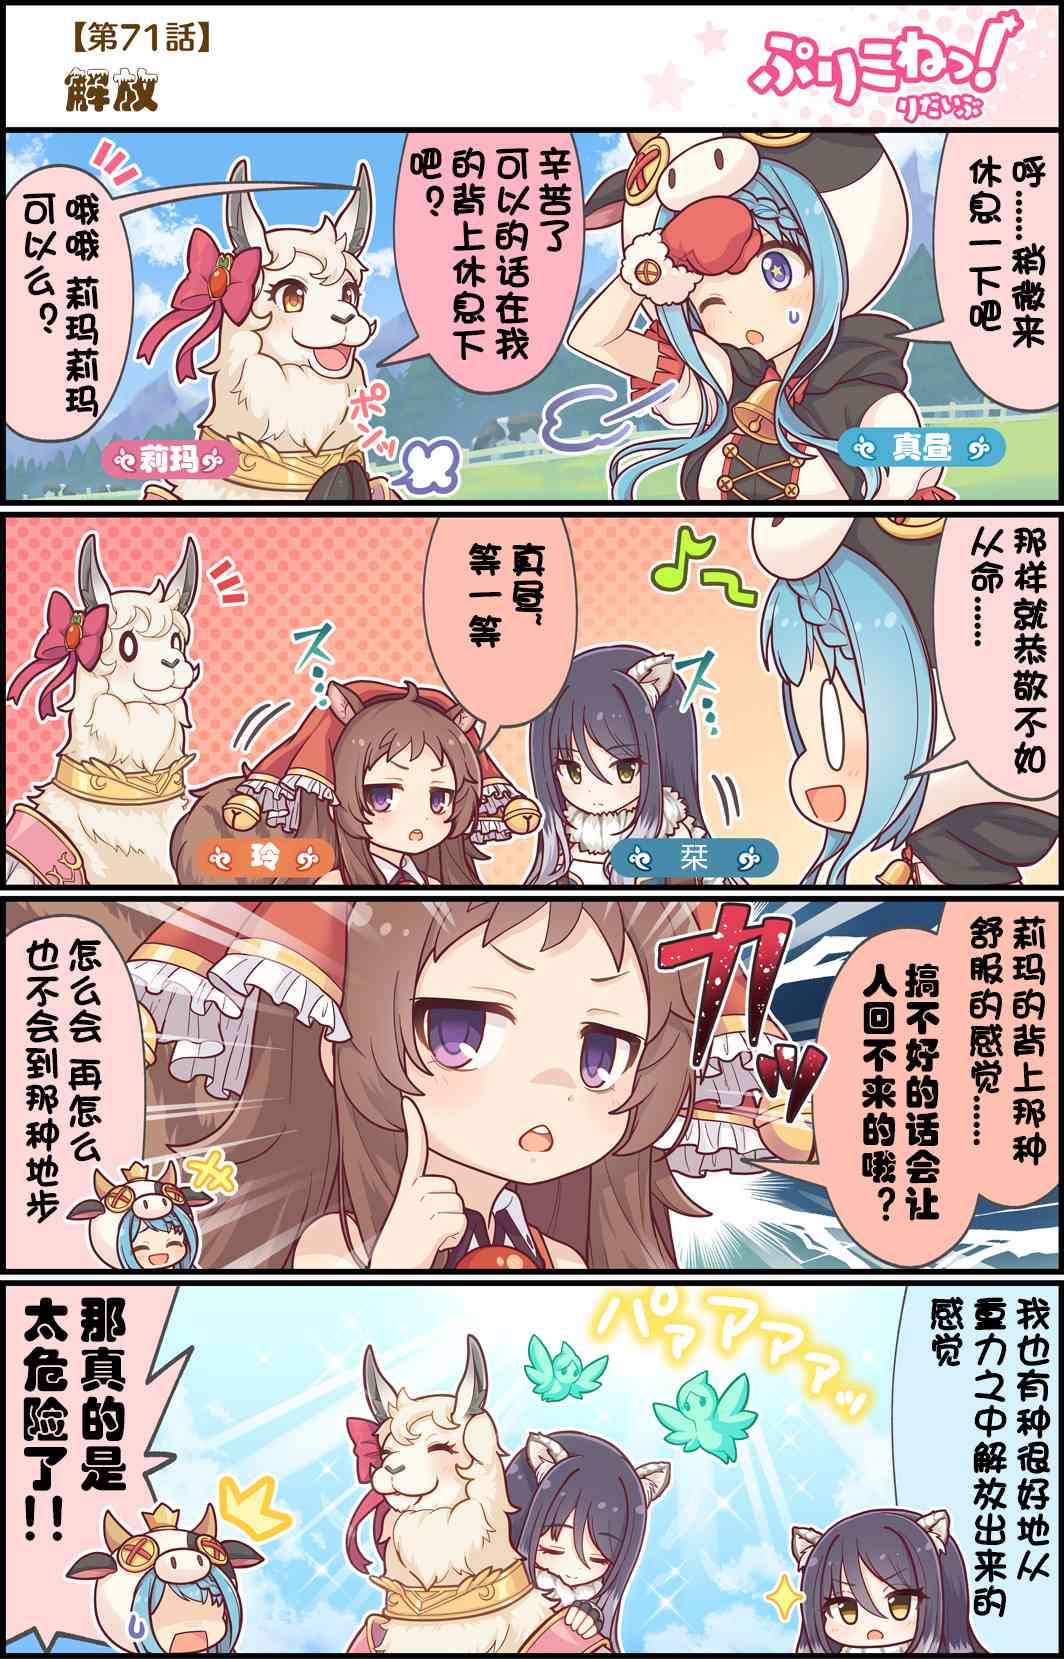 【第71話】
解放
ぷりこねっ!
りだいぶ
呼……稍微来
休息一下吧
辛苦了
可以的话在我
的背上休息下
吧？
哦哦 莉玛莉玛
可以么？
ポンッ
莉玛
真昼
那样就恭敬不如
从命……
真昼~
等一等
ス…
ス…
玲
栞
莉玛的背上那种
舒服的感觉……
搞不好的话会让
人回不来的哦？
カッ
怎么会 再怎么
也不会到那种地步
我也有种很好地从
重力之中解放出来的
感觉
パァアアァッ
那真的是
太危险了!!